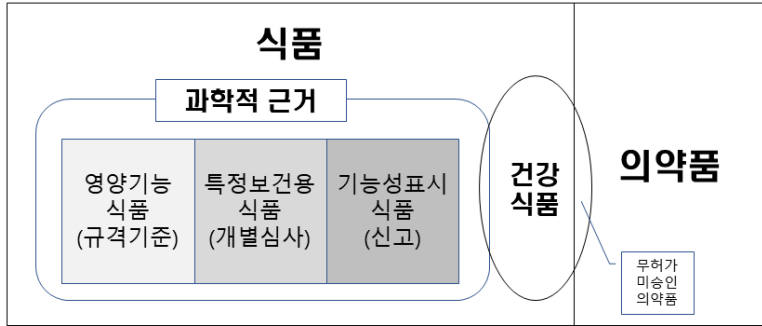 식품
과학적 근거
영양기능
식품
(규격기준)
특정보건용
식품
(개별심사)
기능성표시
식품
(신고)
건강
식품
의약품
무허가
미승인
의약품